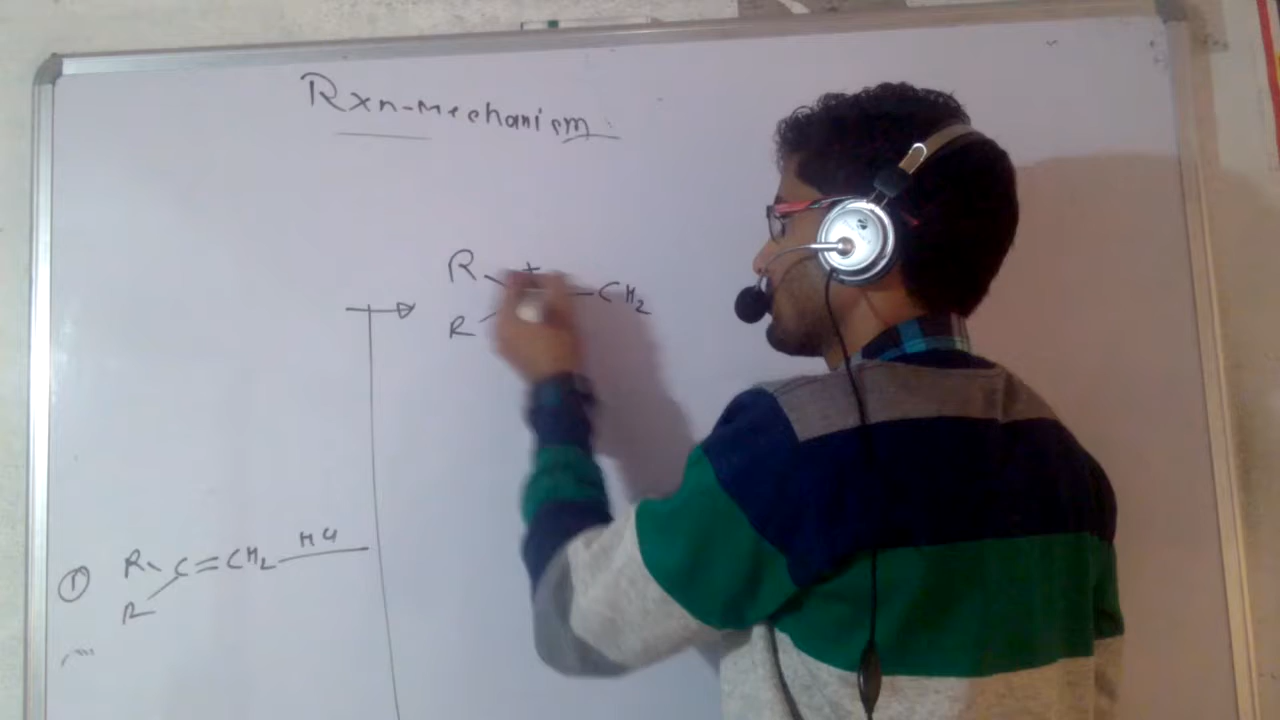 Rxn-mechanism
R +
CH2
R
① R C=CH2 HCl
R